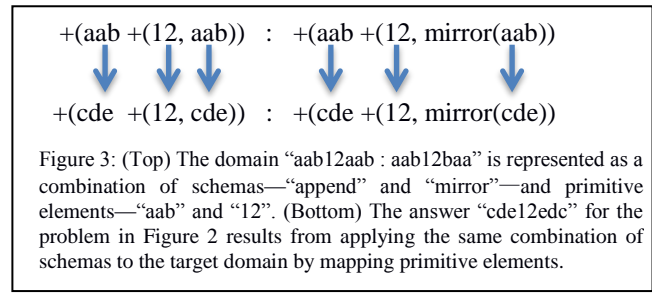 +(aab +(12, aab)) : +(aab +(12, mirror(aab))
+(cde +(12, cde)) : +(cde +(12, mirror(cde))
Figure 3: (Top) The domain “aab12aab : aab12baa” is represented as a
combination of schemas—“append” and “mirror”—and primitive
elements—“aab” and “12”. (Bottom) The answer “cde12edc” for the
problem in Figure 2 results from applying the same combination of
schemas to the target domain by mapping primitive elements.